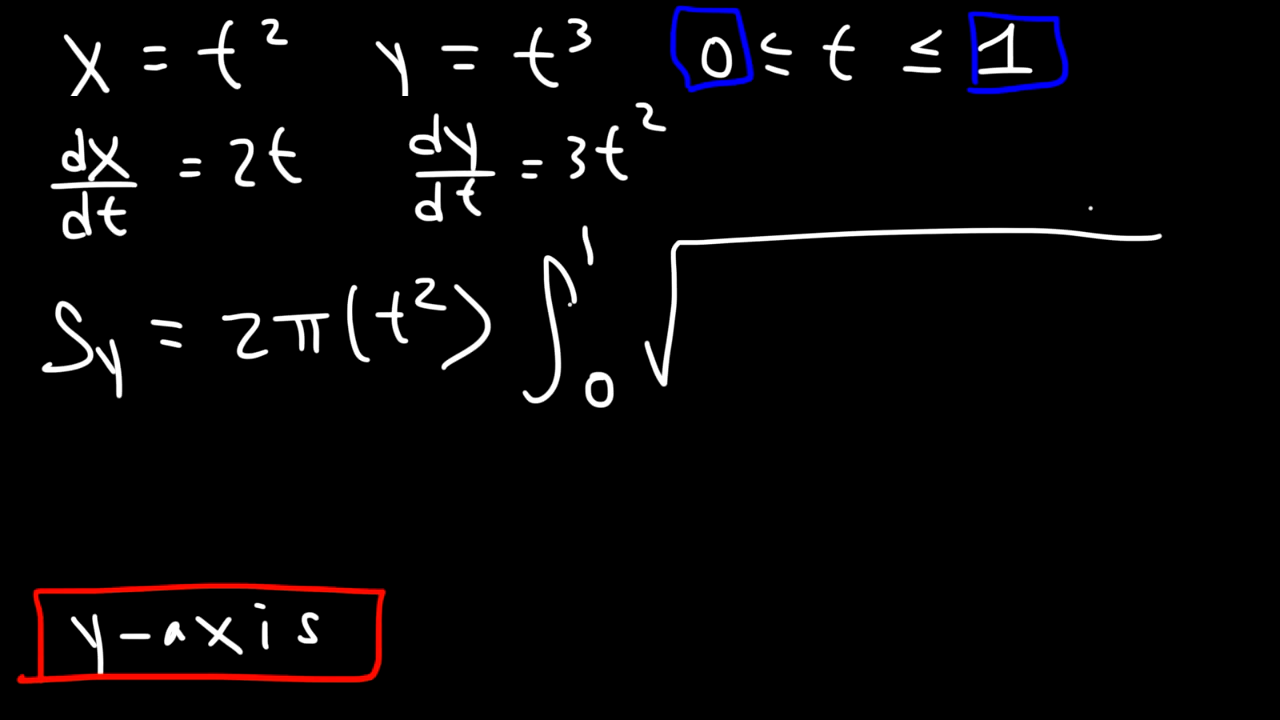 x = t² y = t³ 0 ≤ t ≤ 1
dx/dt = 2t dy/dt = 3t²
Sy = 2π(t²) ∫₀¹ √
y-axis